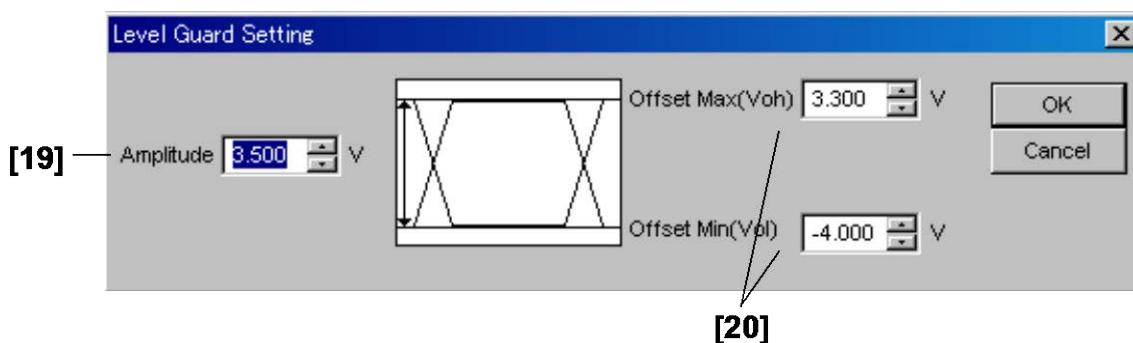 Level Guard Setting
Offset Max(Voh) 3.300 V
OK
[19] Amplitude 3.500 V
Cancel
Offset Min(Vol) -4.000 V
[20]